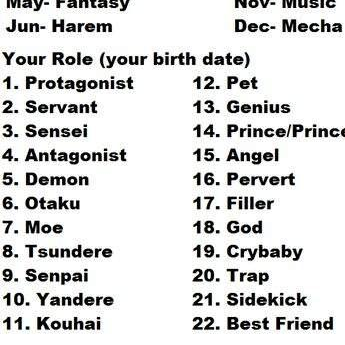 May- Fantasy Nov- Music
Jun- Harem Dec- Mecha
Your Role (your birth date)
1. Protagonist 12. Pet
2. Servant 13. Genius
3. Sensei 14. Prince/Prince
4. Antagonist 15. Angel
5. Demon 16. Pervert
6. Otaku 17. Filler
7. Moe 18. God
8. Tsundere 19. Crybaby
9. Senpai 20. Trap
10. Yandere 21. Sidekick
11. Kouhai 22. Best Friend